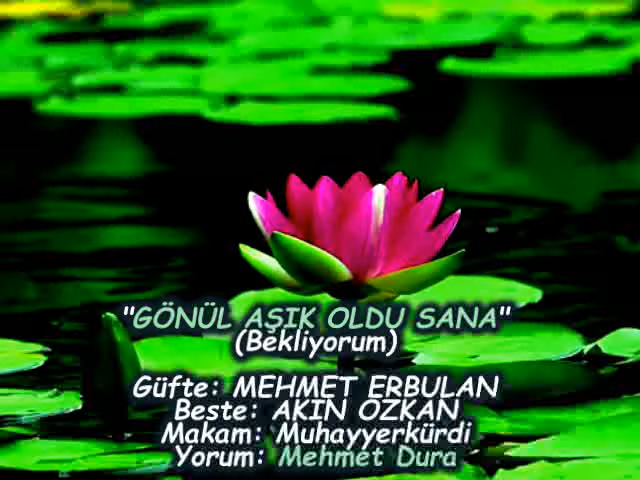 "GÖNÜL AŞIK OLDU SANA"
(Bekliyorum)
Güfte: MEHMET ERBULAN
Beste: AKIN ÖZKAN
Makam: Muhayyerkürdi
Yorum: Mehmet Dura